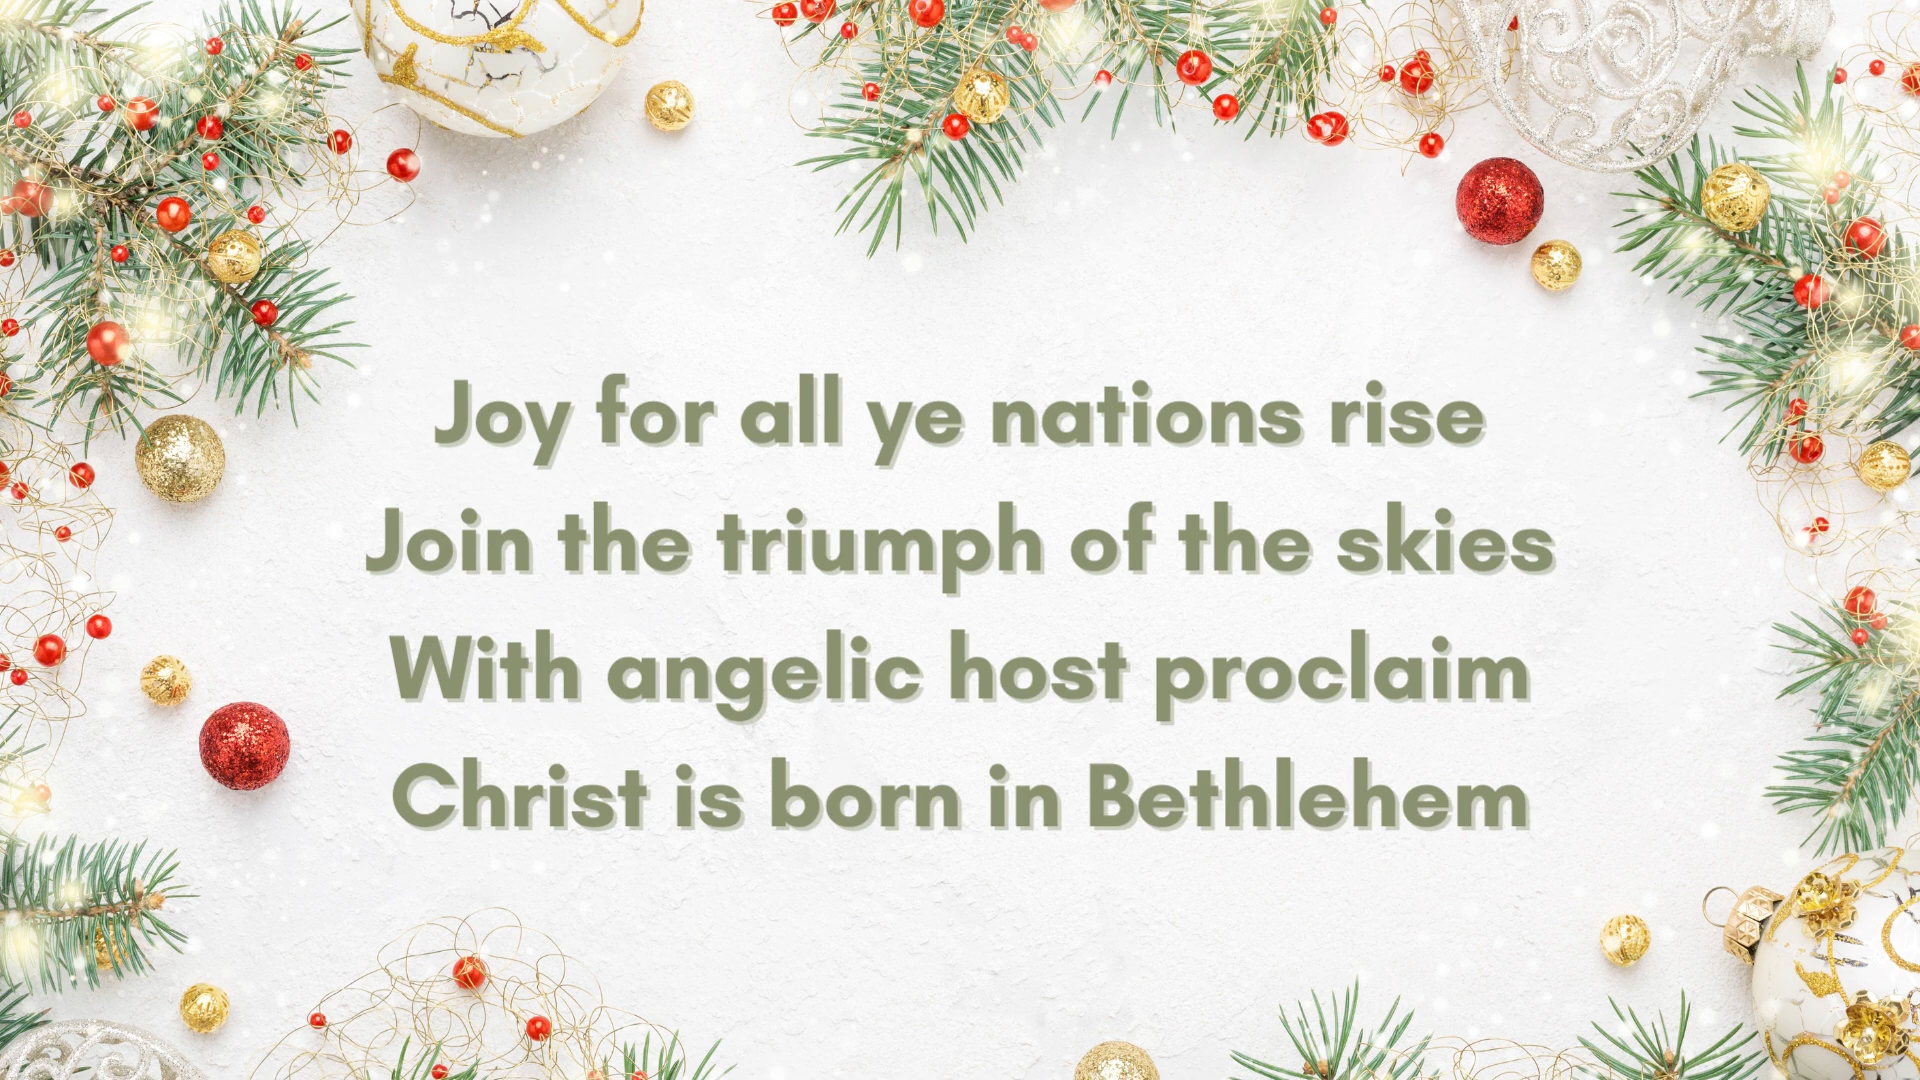 Joy for all ye nations rise
Join the triumph of the skies
With angelic host proclaim
Christ is born in Bethlehem